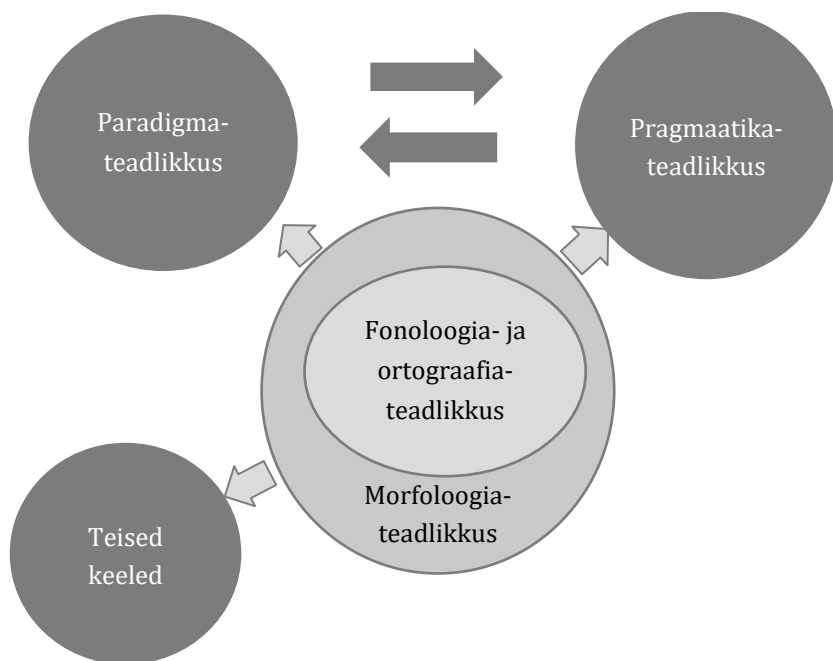 Paradigma-
teadlikkus
Pragmaatika-
teadlikkus
Fonoloogia- ja
ortograafia-
teadlikkus
Morfoloogia-
teadlikkus
Teised
keeled